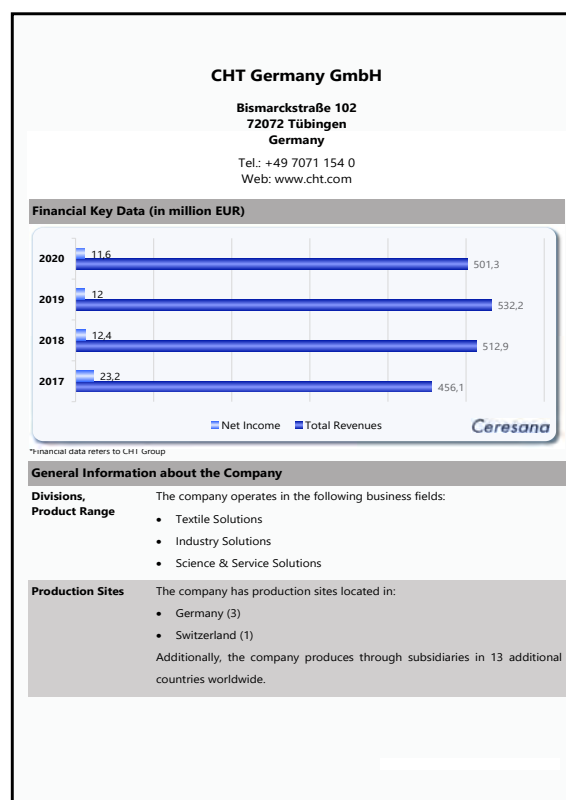 CHT Germany GmbH
Bismarckstraße 102
72072 Tübingen
Germany
Tel.: +49 7071 154 0
Web: www.cht.com
Financial Key Data (in million EUR)
2020
11,6
501,3
2019
12
532,2
2018
12,4
512,9
2017
23,2
456,1
Net Income
Total Revenues
Ceresana
*Financial data refers to CHT Group
General Information about the Company
Divisions,
Product Range
The company operates in the following business fields:
• Textile Solutions
• Industry Solutions
• Science & Service Solutions
Production Sites
The company has production sites located in:
• Germany (3)
• Switzerland (1)
Additionally, the company produces through subsidiaries in 13 additional
countries worldwide.